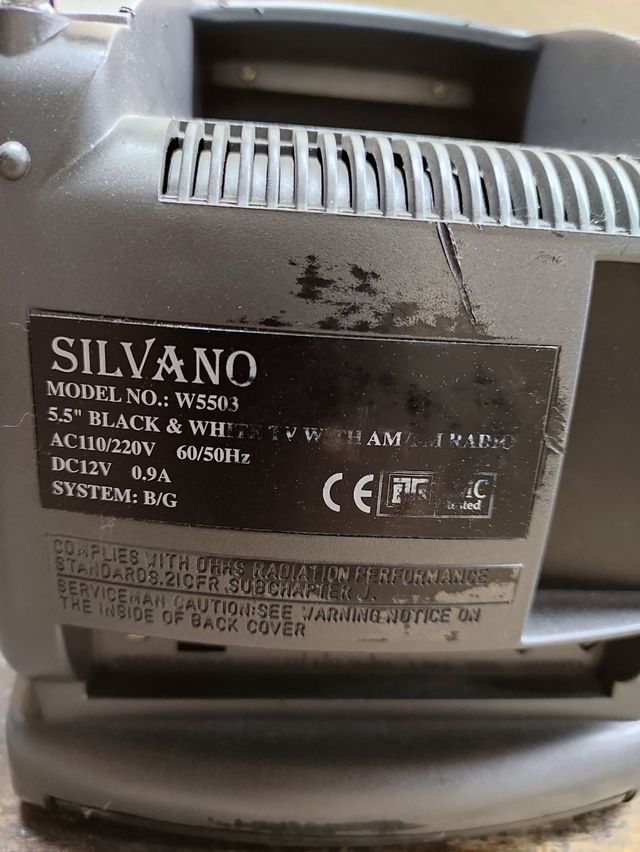 SILVANO
MODEL NO.: W5503
5.5" BLACK & WHITE TV WITH AM/FM RADIO
AC110/220V 60/50Hz
DC12V 0.9A
SYSTEM: B/G
CE
tested
COMPLIES WITH DHHS RADIATION PERFORMANCE
STANDARDS.21CFR SUBCHAPTER J.
SERVICEMAN CAUTION:SEE WARNING NOTICE ON
THE INSIDE OF BACK COVER